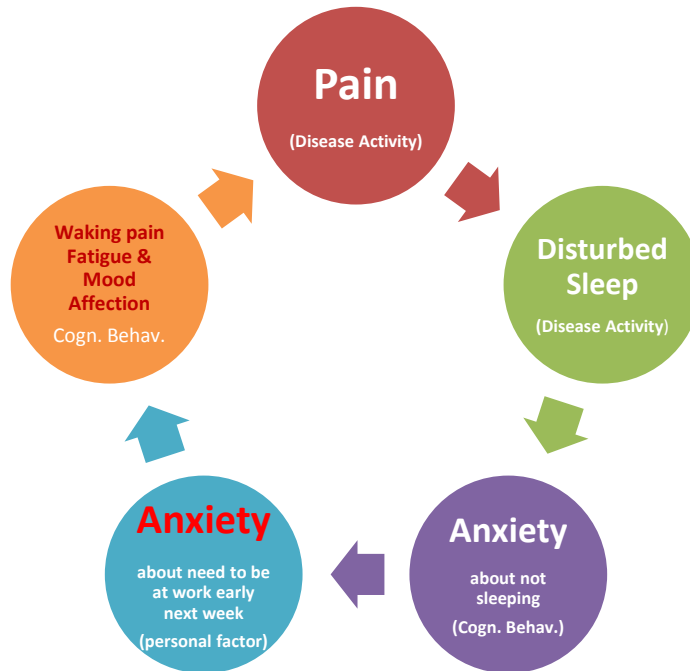 Pain
(Disease Activity)
Disturbed
Sleep
(Disease Activity)
Anxiety
about not
sleeping
(Cogn. Behav.)
Anxiety
about need to be
at work early
next week
(personal factor)
Waking pain
Fatigue &
Mood
Affection
Cogn. Behav.